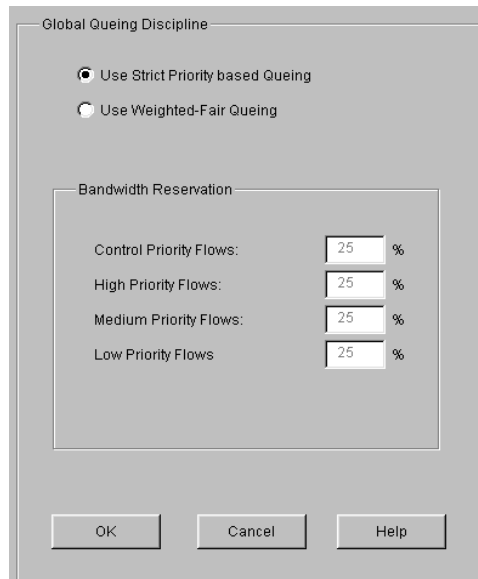 Global Queing Discipline
Use Strict Priority based Queing
Use Weighted-Fair Queing
Bandwidth Reservation
Control Priority Flows: 25 %
High Priority Flows: 25 %
Medium Priority Flows: 25 %
Low Priority Flows 25 %
OK Cancel Help